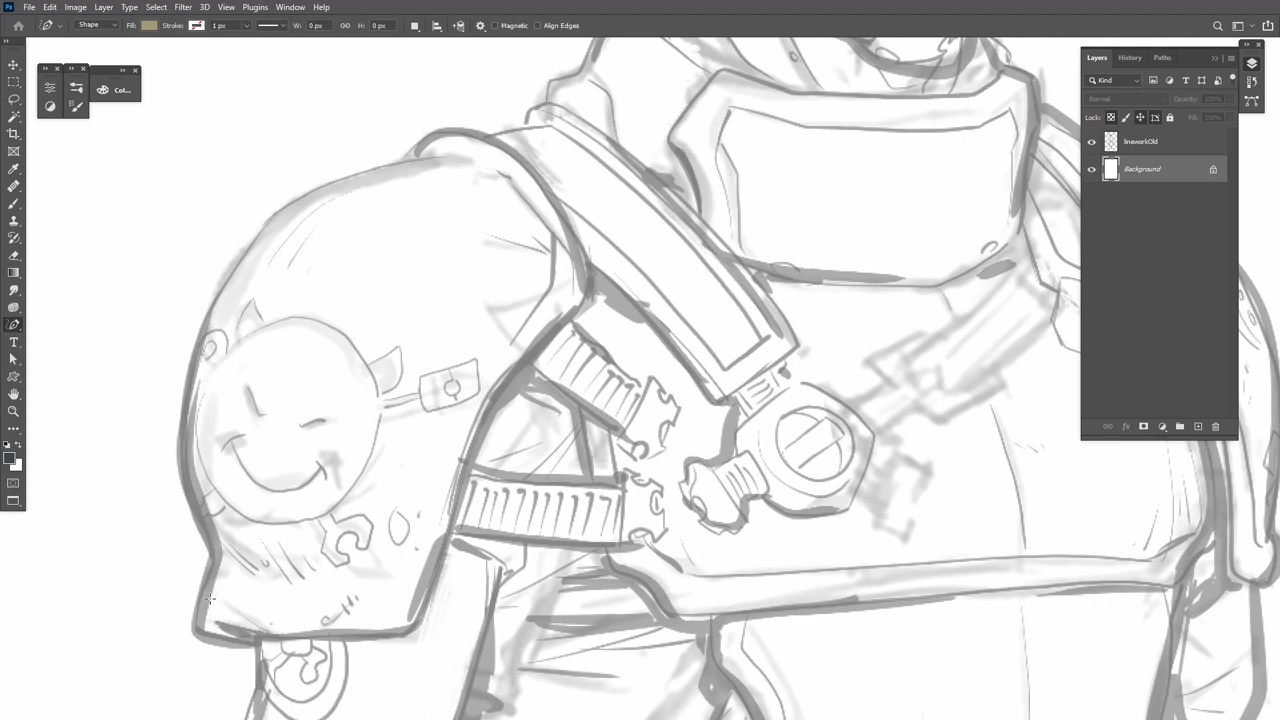 Ps File Edit Image Layer Type Select Filter 3D View Plugins Window Help
Shape Fill: Stroke: 1 px W: 0 px H: 0 px Magnetic Align Edges
Col...
Layers History Paths
Kind
Normal Opacity: 100%
Lock: Fill: 100%
lineworkOld
Background